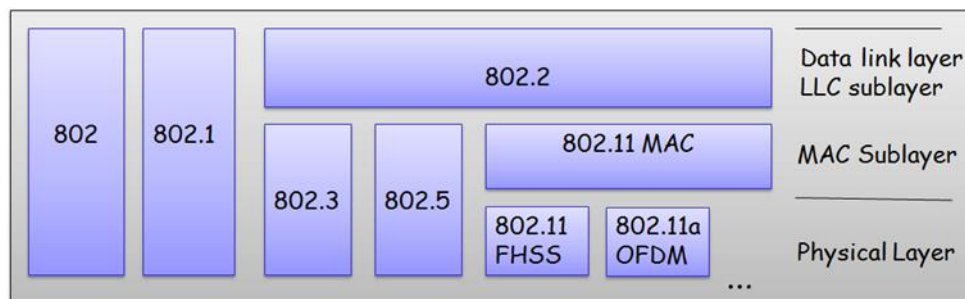 802
802.1
802.2
Data link layer
LLC sublayer
802.3
802.5
802.11 MAC
MAC Sublayer
802.11
FHSS
802.11a
OFDM
...
Physical Layer